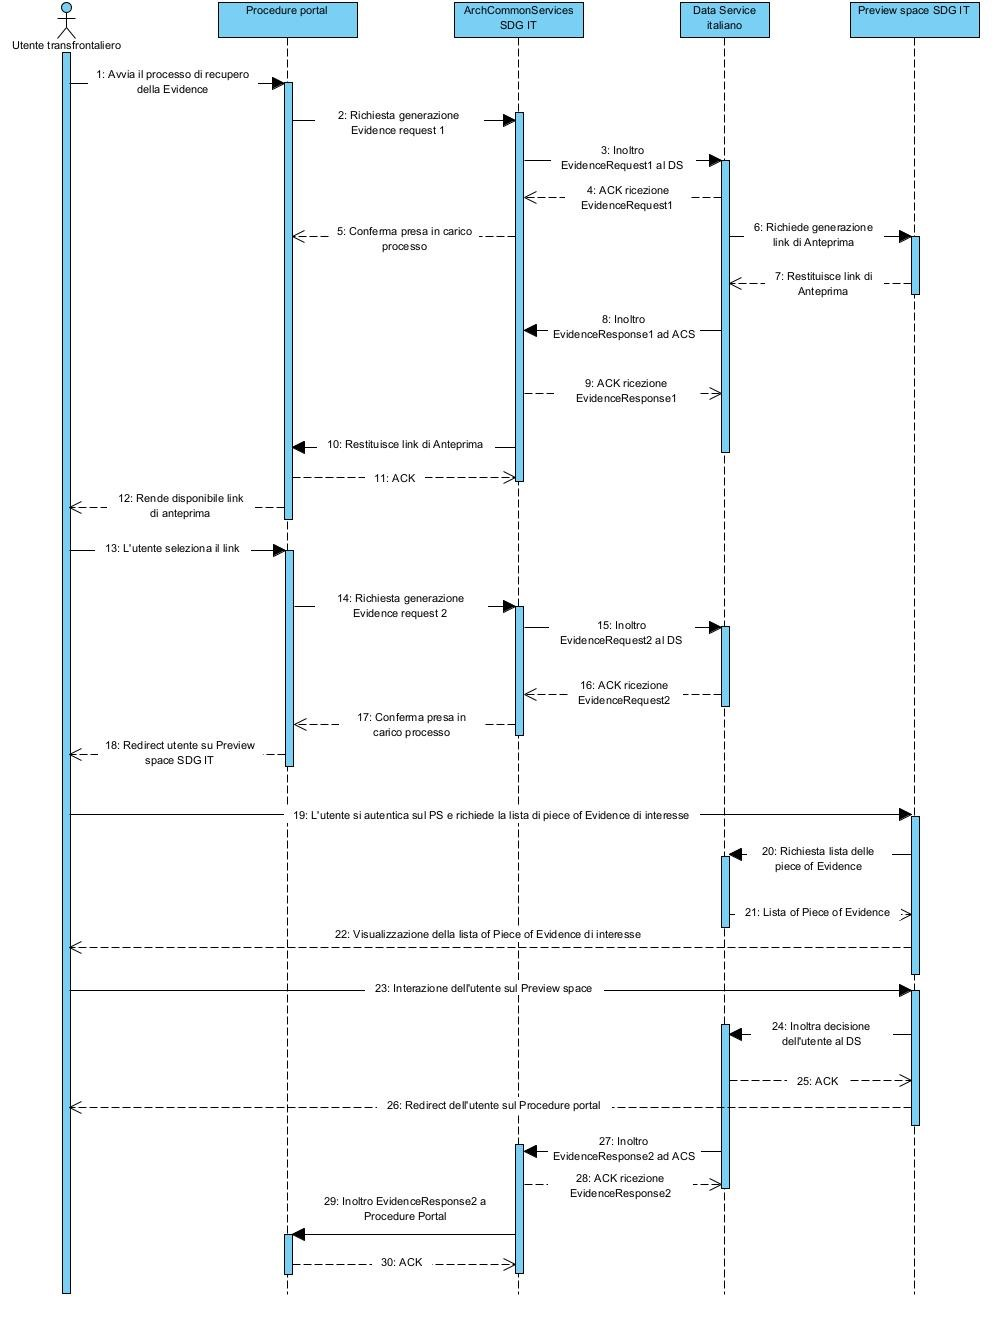 Procedure portal
ArchCommonServices
SDG IT
Data Service
italiano
Preview space SDG IT
Utente transfrontaliero
1: Avvia il processo di recupero
della Evidence
2: Richiesta generazione
Evidence request 1
3: Inoltro
EvidenceRequest1 al DS
4: ACK ricezione
EvidenceRequest1
5: Conferma presa in carico
processo
6: Richiede generazione
link di Anteprima
7: Restituisce link di
Anteprima
8: Inoltro
EvidenceResponse1 ad ACS
9: ACK ricezione
EvidenceResponse1
10: Restituisce link di Anteprima
11: ACK
12: Rende disponibile link
di anteprima
13: L'utente seleziona il link
14: Richiesta generazione
Evidence request 2
15: Inoltro
EvidenceRequest2 al DS
16: ACK ricezione
EvidenceRequest2
17: Conferma presa in
carico processo
18: Redirect utente su Preview
space SDG IT
19: L'utente si autentica sul PS e richiede la lista di piece of Evidence di interesse
20: Richiesta lista delle
piece of Evidence
21: Lista of Piece of Evidence
22: Visualizzazione della lista of Piece of Evidence di interesse
23: Interazione dell'utente sul Preview space
24: Inoltra decisione
dell'utente al DS
25: ACK
26: Redirect dell'utente sul Procedure portal
27: Inoltro
EvidenceResponse2 ad ACS
28: ACK ricezione
EvidenceResponse2
29: Inoltro EvidenceResponse2 a
Procedure Portal
30: ACK